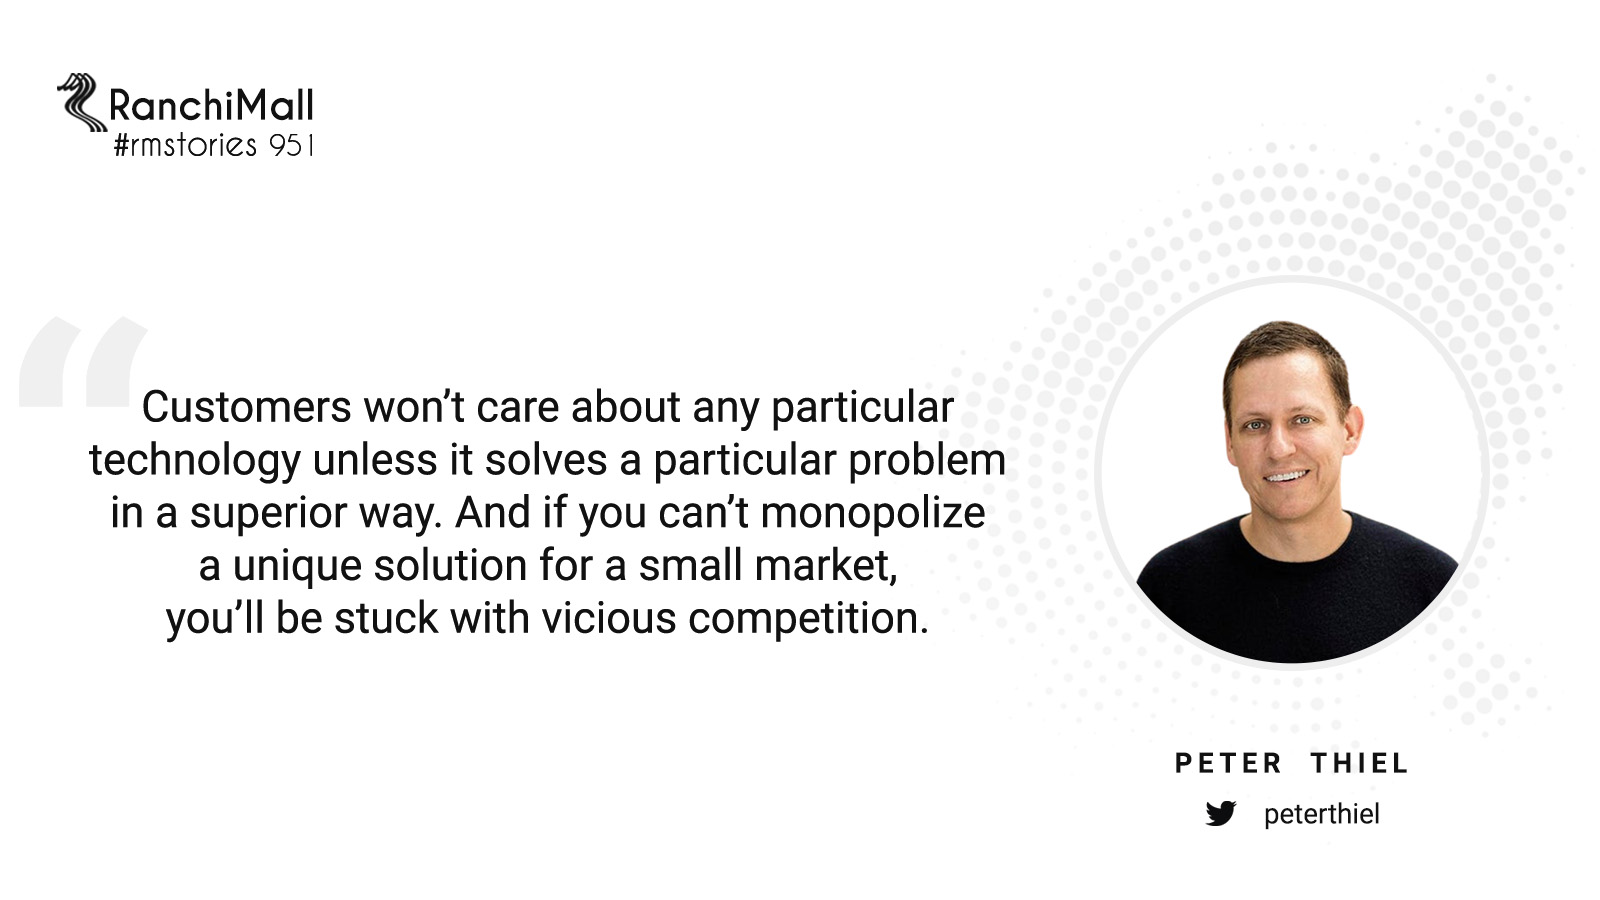 RanchiMall
#rmstories 951
“
Customers won’t care about any particular
technology unless it solves a particular problem
in a superior way. And if you can’t monopolize
a unique solution for a small market,
you’ll be stuck with vicious competition.
PETER THIEL
peterthiel